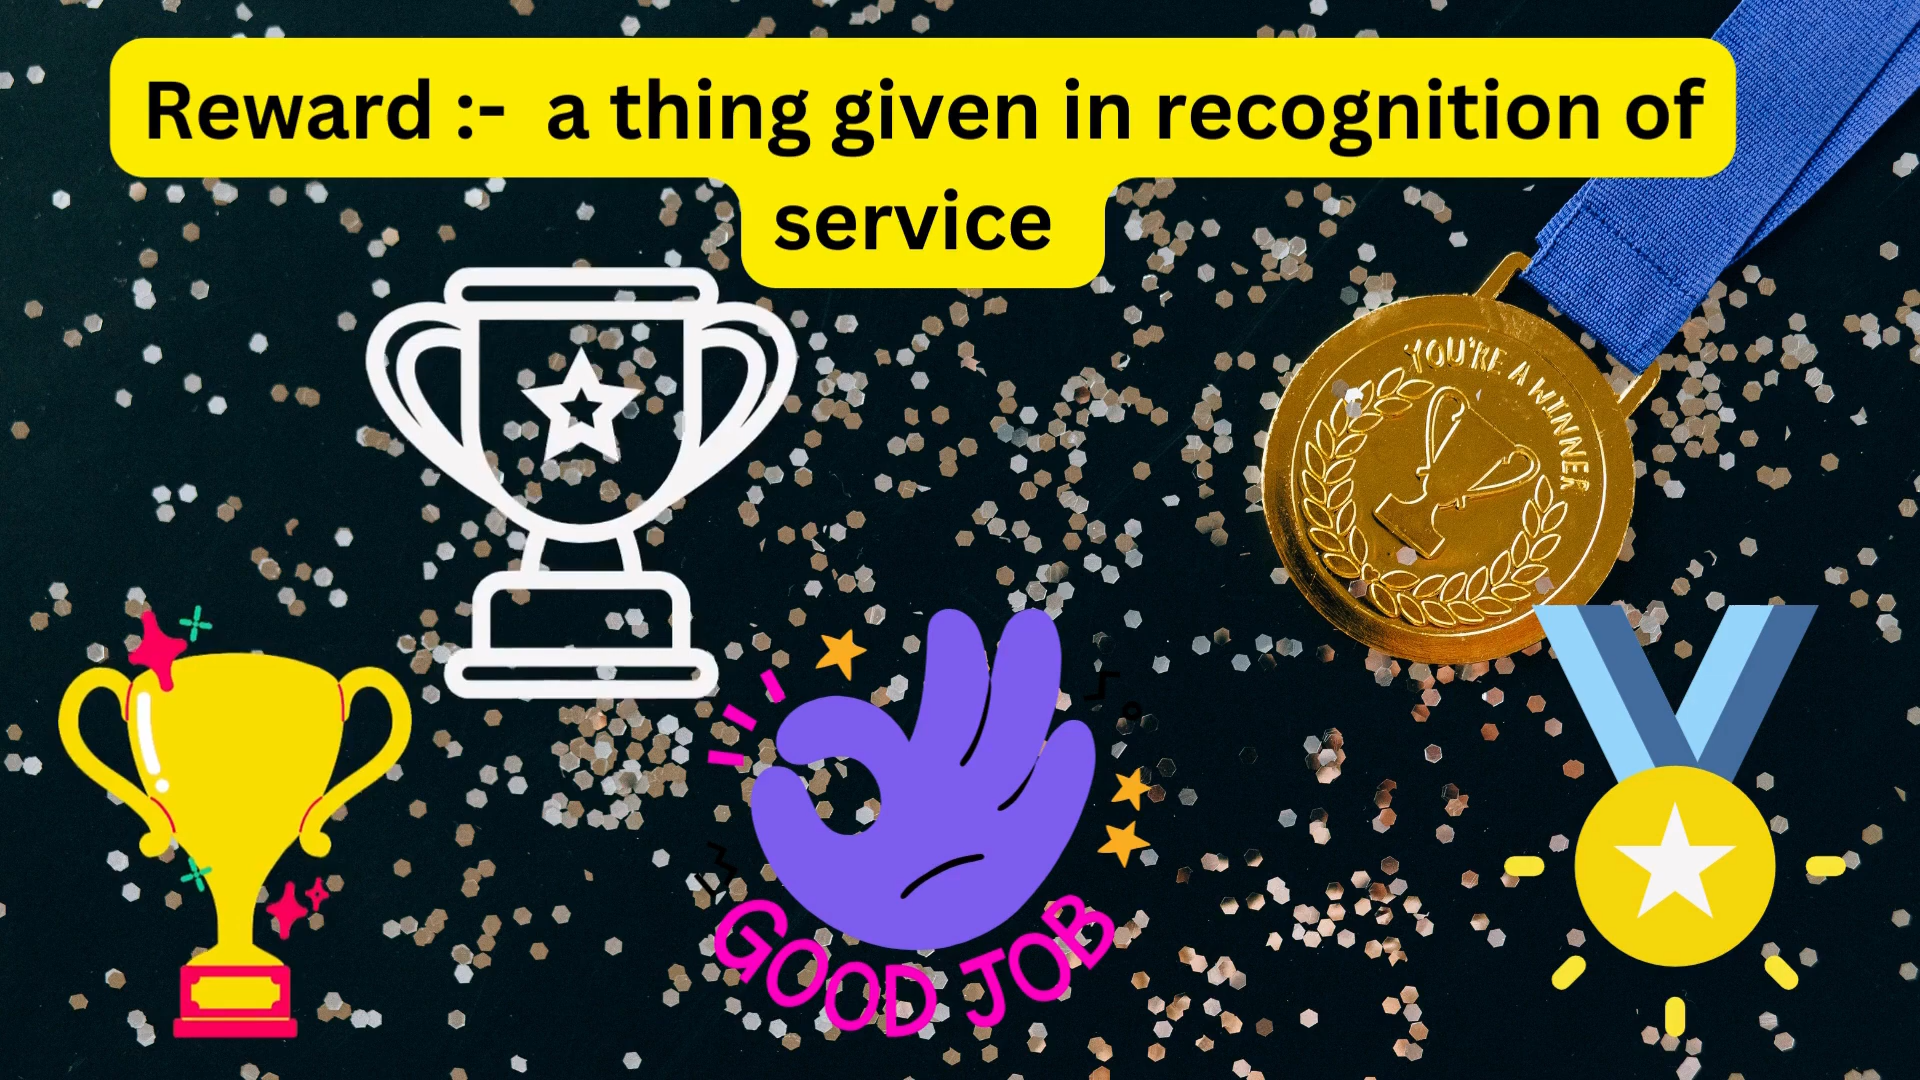 Reward :-  a thing given in recognition of
service
YOU'RE A WINNER
GOOD JOB